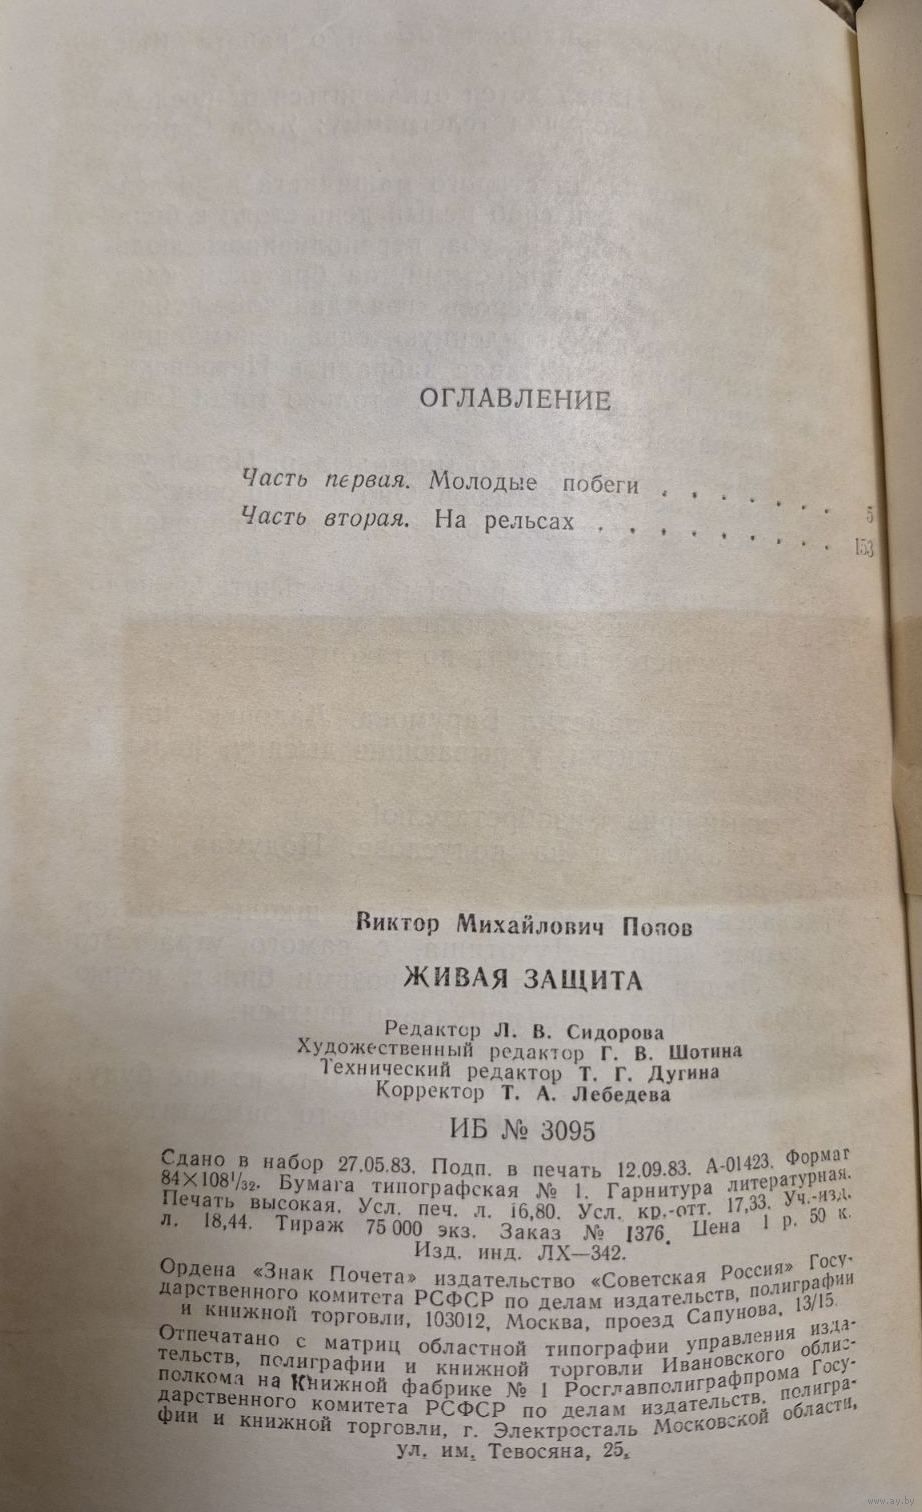 ОГЛАВЛЕНИЕ
Часть первая. Молодые побеги . . . . . . . 5
Часть вторая. На рельсах . . . . . . . . . 153
Виктор Михайлович Попов
ЖИВАЯ ЗАЩИТА
Редактор Л. В. Сидорова
Художественный редактор Г. В. Шотина
Технический редактор Т. Г. Дугина
Корректор Т. А. Лебедева
ИБ № 3095
Сдано в набор 27.05.83. Подп. в печать 12.09.83. А-01423. Формат
84×108¹/₃₂. Бумага типографская № 1. Гарнитура литературная.
Печать высокая. Усл. печ. л. 16,80. Усл. кр.-отт. 17,33. Уч.-изд.
л. 18,44. Тираж 75 000 экз. Заказ № 1376. Цена 1 р. 50 к.
Изд. инд. ЛХ—342.
Ордена «Знак Почета» издательство «Советская Россия» Госу-
дарственного комитета РСФСР по делам издательств, полиграфии
и книжной торговли, 103012, Москва, проезд Сапунова, 13/15.
Отпечатано с матриц областной типографии управления изда-
тельств, полиграфии и книжной торговли Ивановского облис-
полкома на Книжной фабрике № 1 Росглавполиграфпрома Госу-
дарственного комитета РСФСР по делам издательств, полигра-
фии и книжной торговли, г. Электросталь Московской области,
ул. им. Тевосяна, 25.
www.ay.by